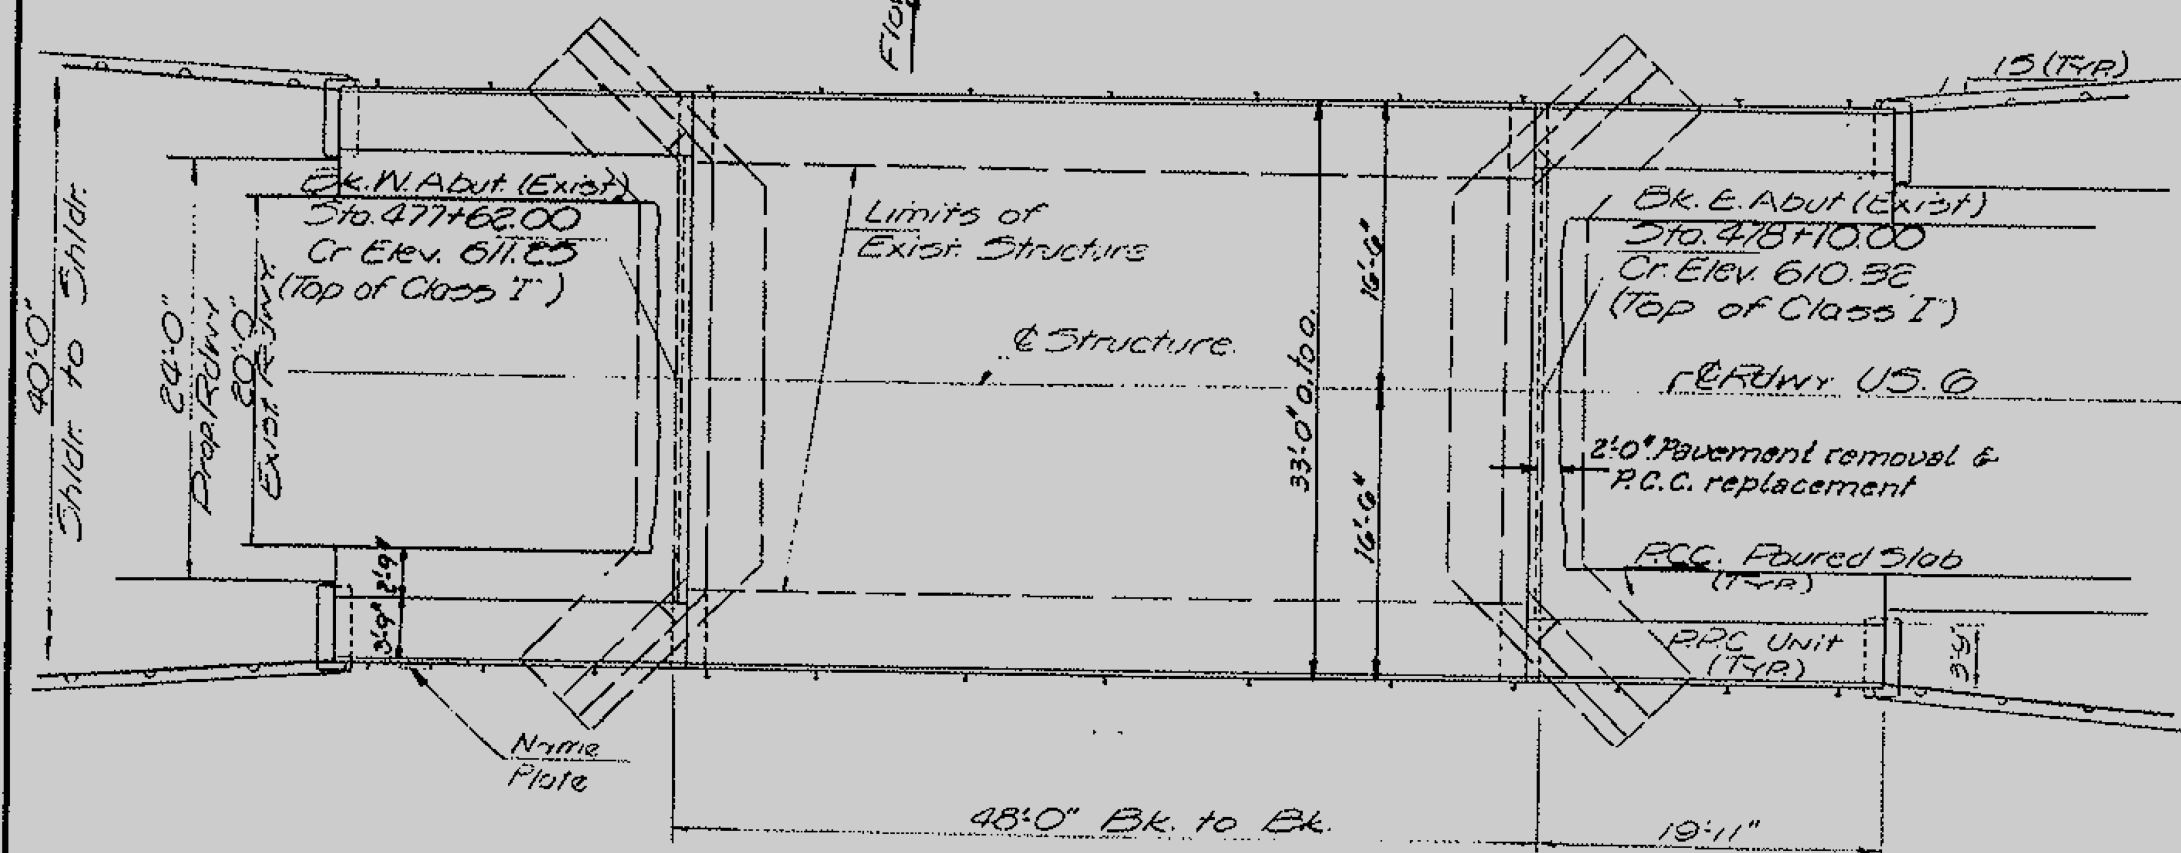 Flow
15 (TYP.)
Bk. W. Abut. (Exist)
Sta. 477+62.00
Cr Elev. 611.25
(Top of Class I)
Limits of
Exist. Structure
Bk. E. Abut (Exist)
Sta. 478+10.00
Cr. Elev. 610.32
(Top of Class I)
40'-0"
Shldr. to Shldr.
24'-0"
Prop. Rdwy
20'-0"
Exist. Rdwy.
℄ Structure
33'-0" o. to o.
16'-6"
16'-6"
℄ Rdwy. US. 6
2'-0" Pavement removal &
P.C.C. replacement
P.C.C. Poured Slab
(TYP.)
2'-9"
3'-9"
P.P.C. Unit
(TYP.)
3'-9"
Name
Plate
48'-0" Bk. to Bk.
19'-11"